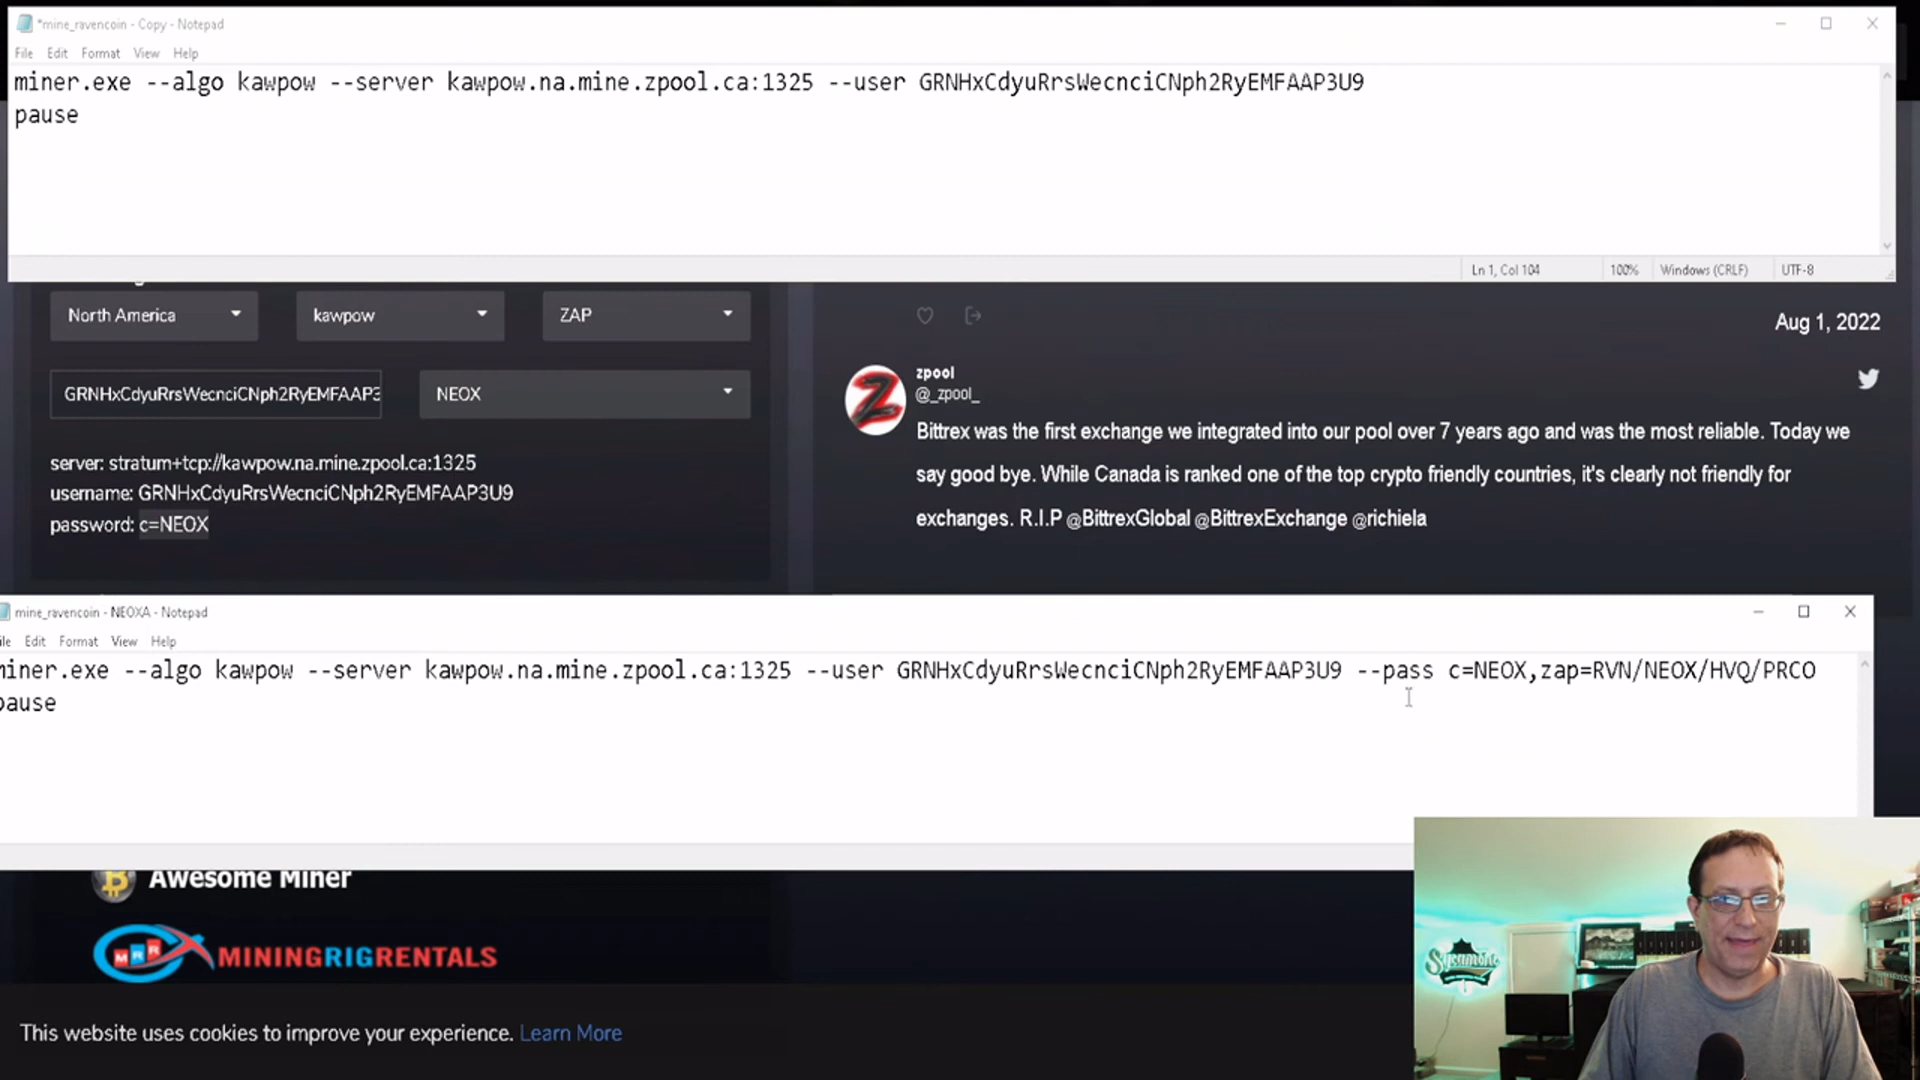 *mine_ravencoin - Copy - Notepad
File Edit Format View Help
miner.exe --algo kawpow --server kawpow.na.mine.zpool.ca:1325 --user GRNHxCdyuRrsWecnciCNph2RyEMFAAP3U9
pause
Ln 1, Col 104 100% Windows (CRLF) UTF-8
North America kawpow ZAP
GRNHxCdyuRrsWecnciCNph2RyEMFAAP3
NEOX
server: stratum+tcp://kawpow.na.mine.zpool.ca:1325
username: GRNHxCdyuRrsWecnciCNph2RyEMFAAP3U9
password: c=NEOX
Aug 1, 2022
zpool
@_zpool_
Bittrex was the first exchange we integrated into our pool over 7 years ago and was the most reliable. Today we
say good bye. While Canada is ranked one of the top crypto friendly countries, it's clearly not friendly for
exchanges. R.I.P @BittrexGlobal @BittrexExchange @richiela
mine_ravencoin - NEOXA - Notepad
ile Edit Format View Help
miner.exe --algo kawpow --server kawpow.na.mine.zpool.ca:1325 --user GRNHxCdyuRrsWecnciCNph2RyEMFAAP3U9 --pass c=NEOX,zap=RVN/NEOX/HVQ/PRCO
pause
Awesome Miner
MRR MININGRIGRENTALS
Sycamore
This website uses cookies to improve your experience. Learn More